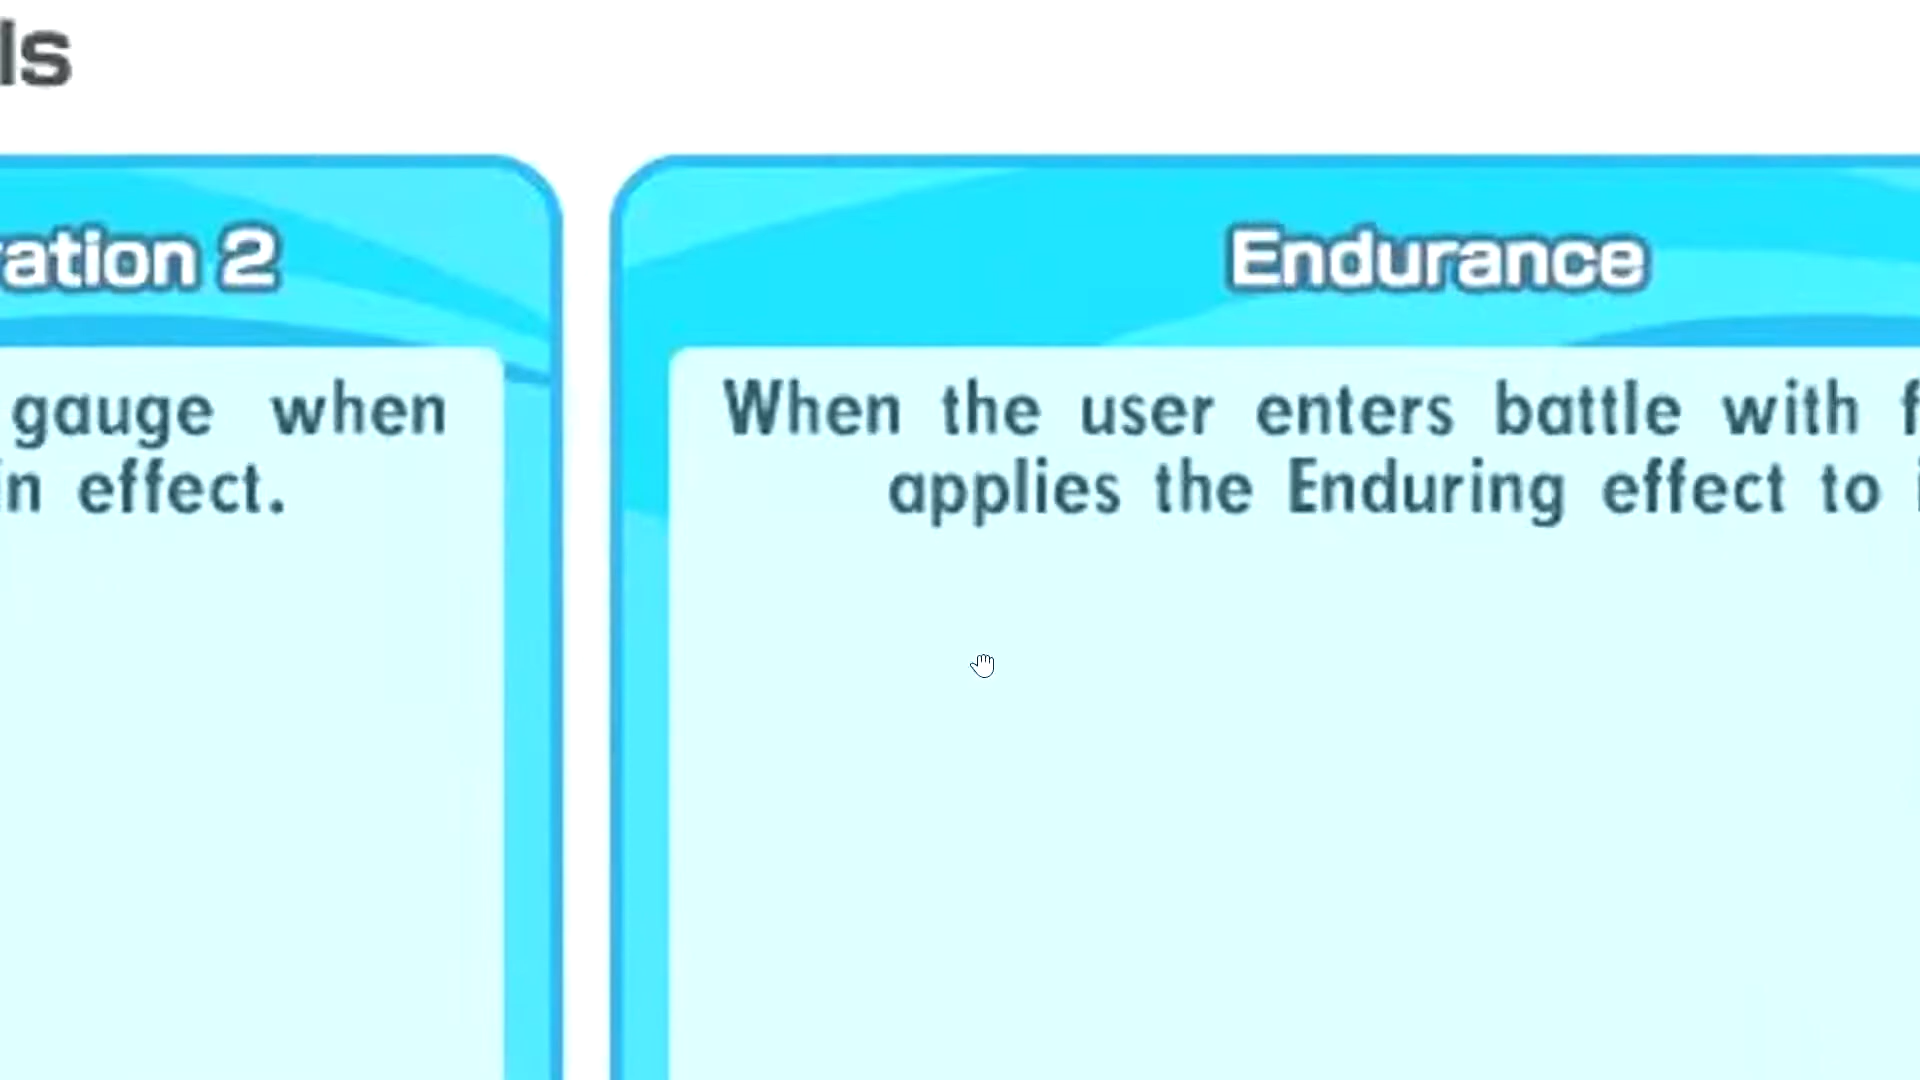 ls
ation 2
gauge when
in effect.
Endurance
When the user enters battle with
applies the Enduring effect to